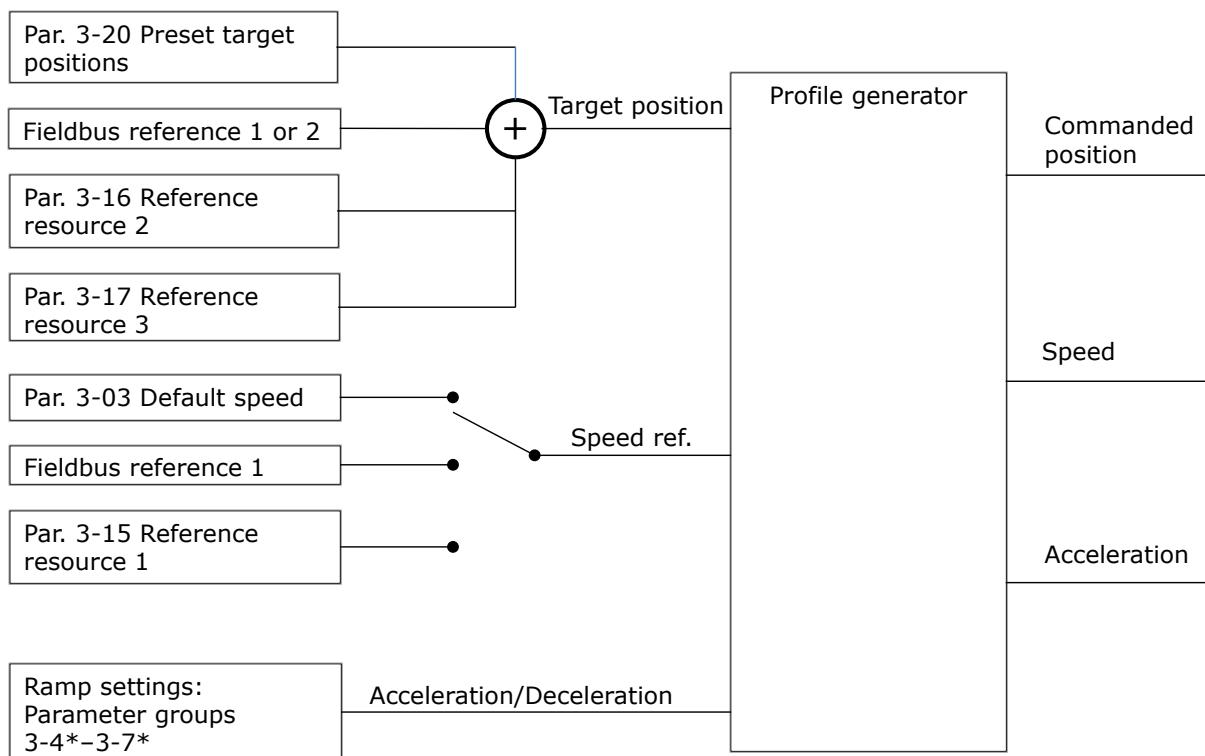 Par. 3-20 Preset target
positions
Fieldbus reference 1 or 2
Par. 3-16 Reference
resource 2
Par. 3-17 Reference
resource 3
+
Target position
Par. 3-03 Default speed
Fieldbus reference 1
Par. 3-15 Reference
resource 1
Speed ref.
Ramp settings:
Parameter groups
3-4*–3-7*
Acceleration/Deceleration
Profile generator
Commanded
position
Speed
Acceleration